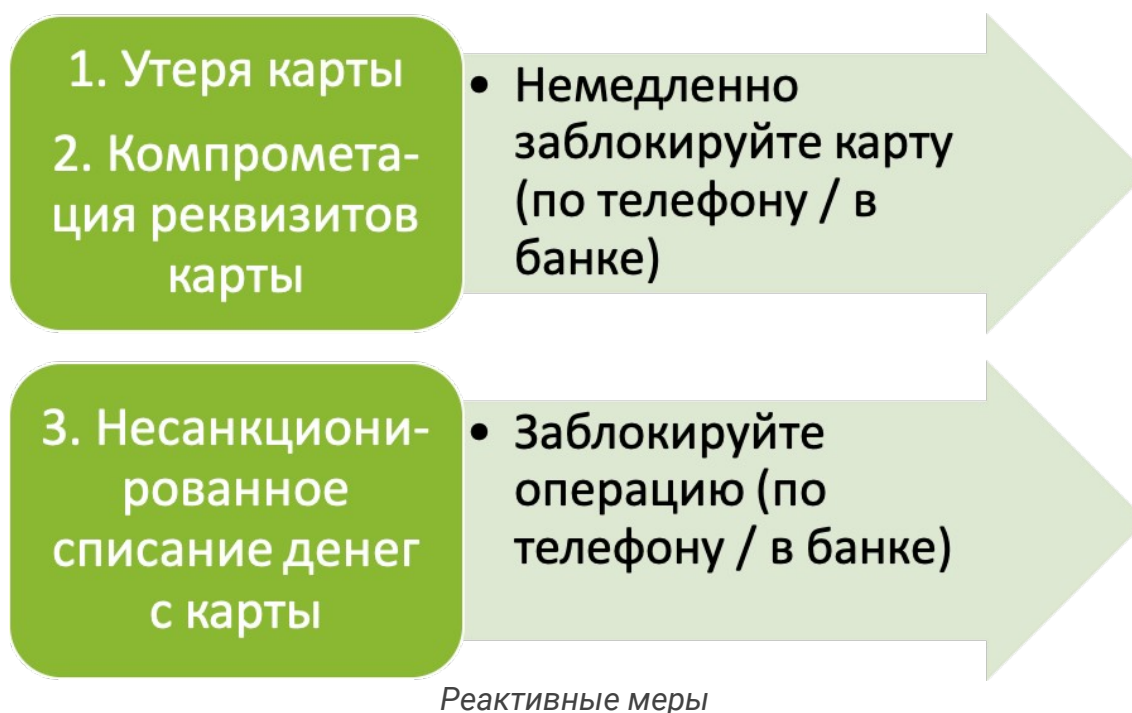 1. Утеря карты
2. Компромета-
ция реквизитов
карты
• Немедленно
заблокируйте карту
(по телефону / в
банке)
3. Несанкциони-
рованное
списание денег
с карты
• Заблокируйте
операцию (по
телефону / в банке)
Реактивные меры